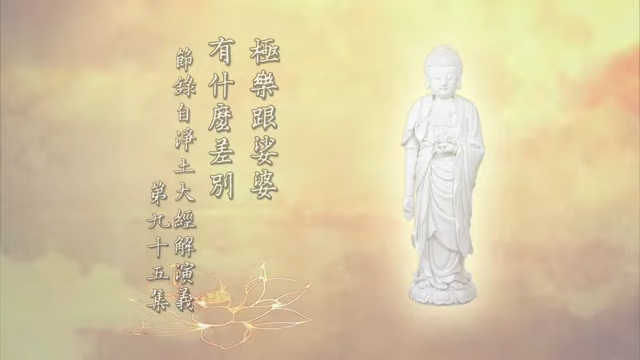 極樂跟娑婆
有什麼差別
節錄自淨土大經解演義
第九十五集